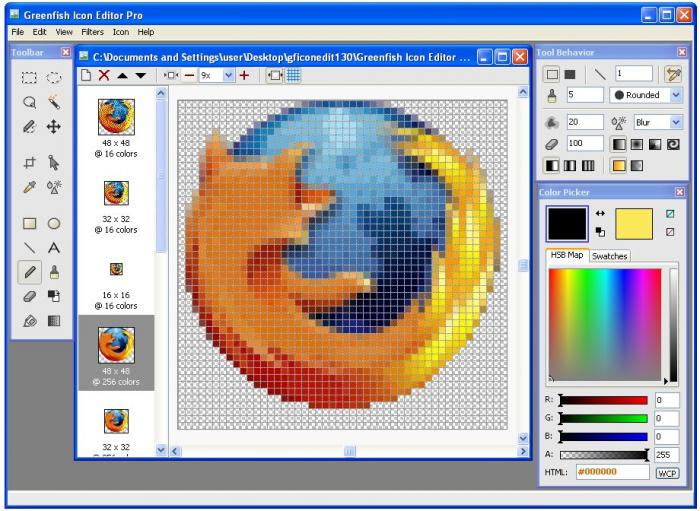 Greenfish Icon Editor Pro
File Edit View Filters Icon Help
Toolbar
C:\Documents and Settings\user\Desktop\gficonedit130\Greenfish Icon Editor ...
9x
48 x 48
@ 16 colors
32 x 32
@ 16 colors
16 x 16
@ 16 colors
48 x 48
@ 256 colors
32 x 32
Tool Behavior
1
5
Rounded
20
Blur
100
Color Picker
HSB Map
Swatches
R: 0
G: 0
B: 0
A: 255
HTML: #000000 WCP